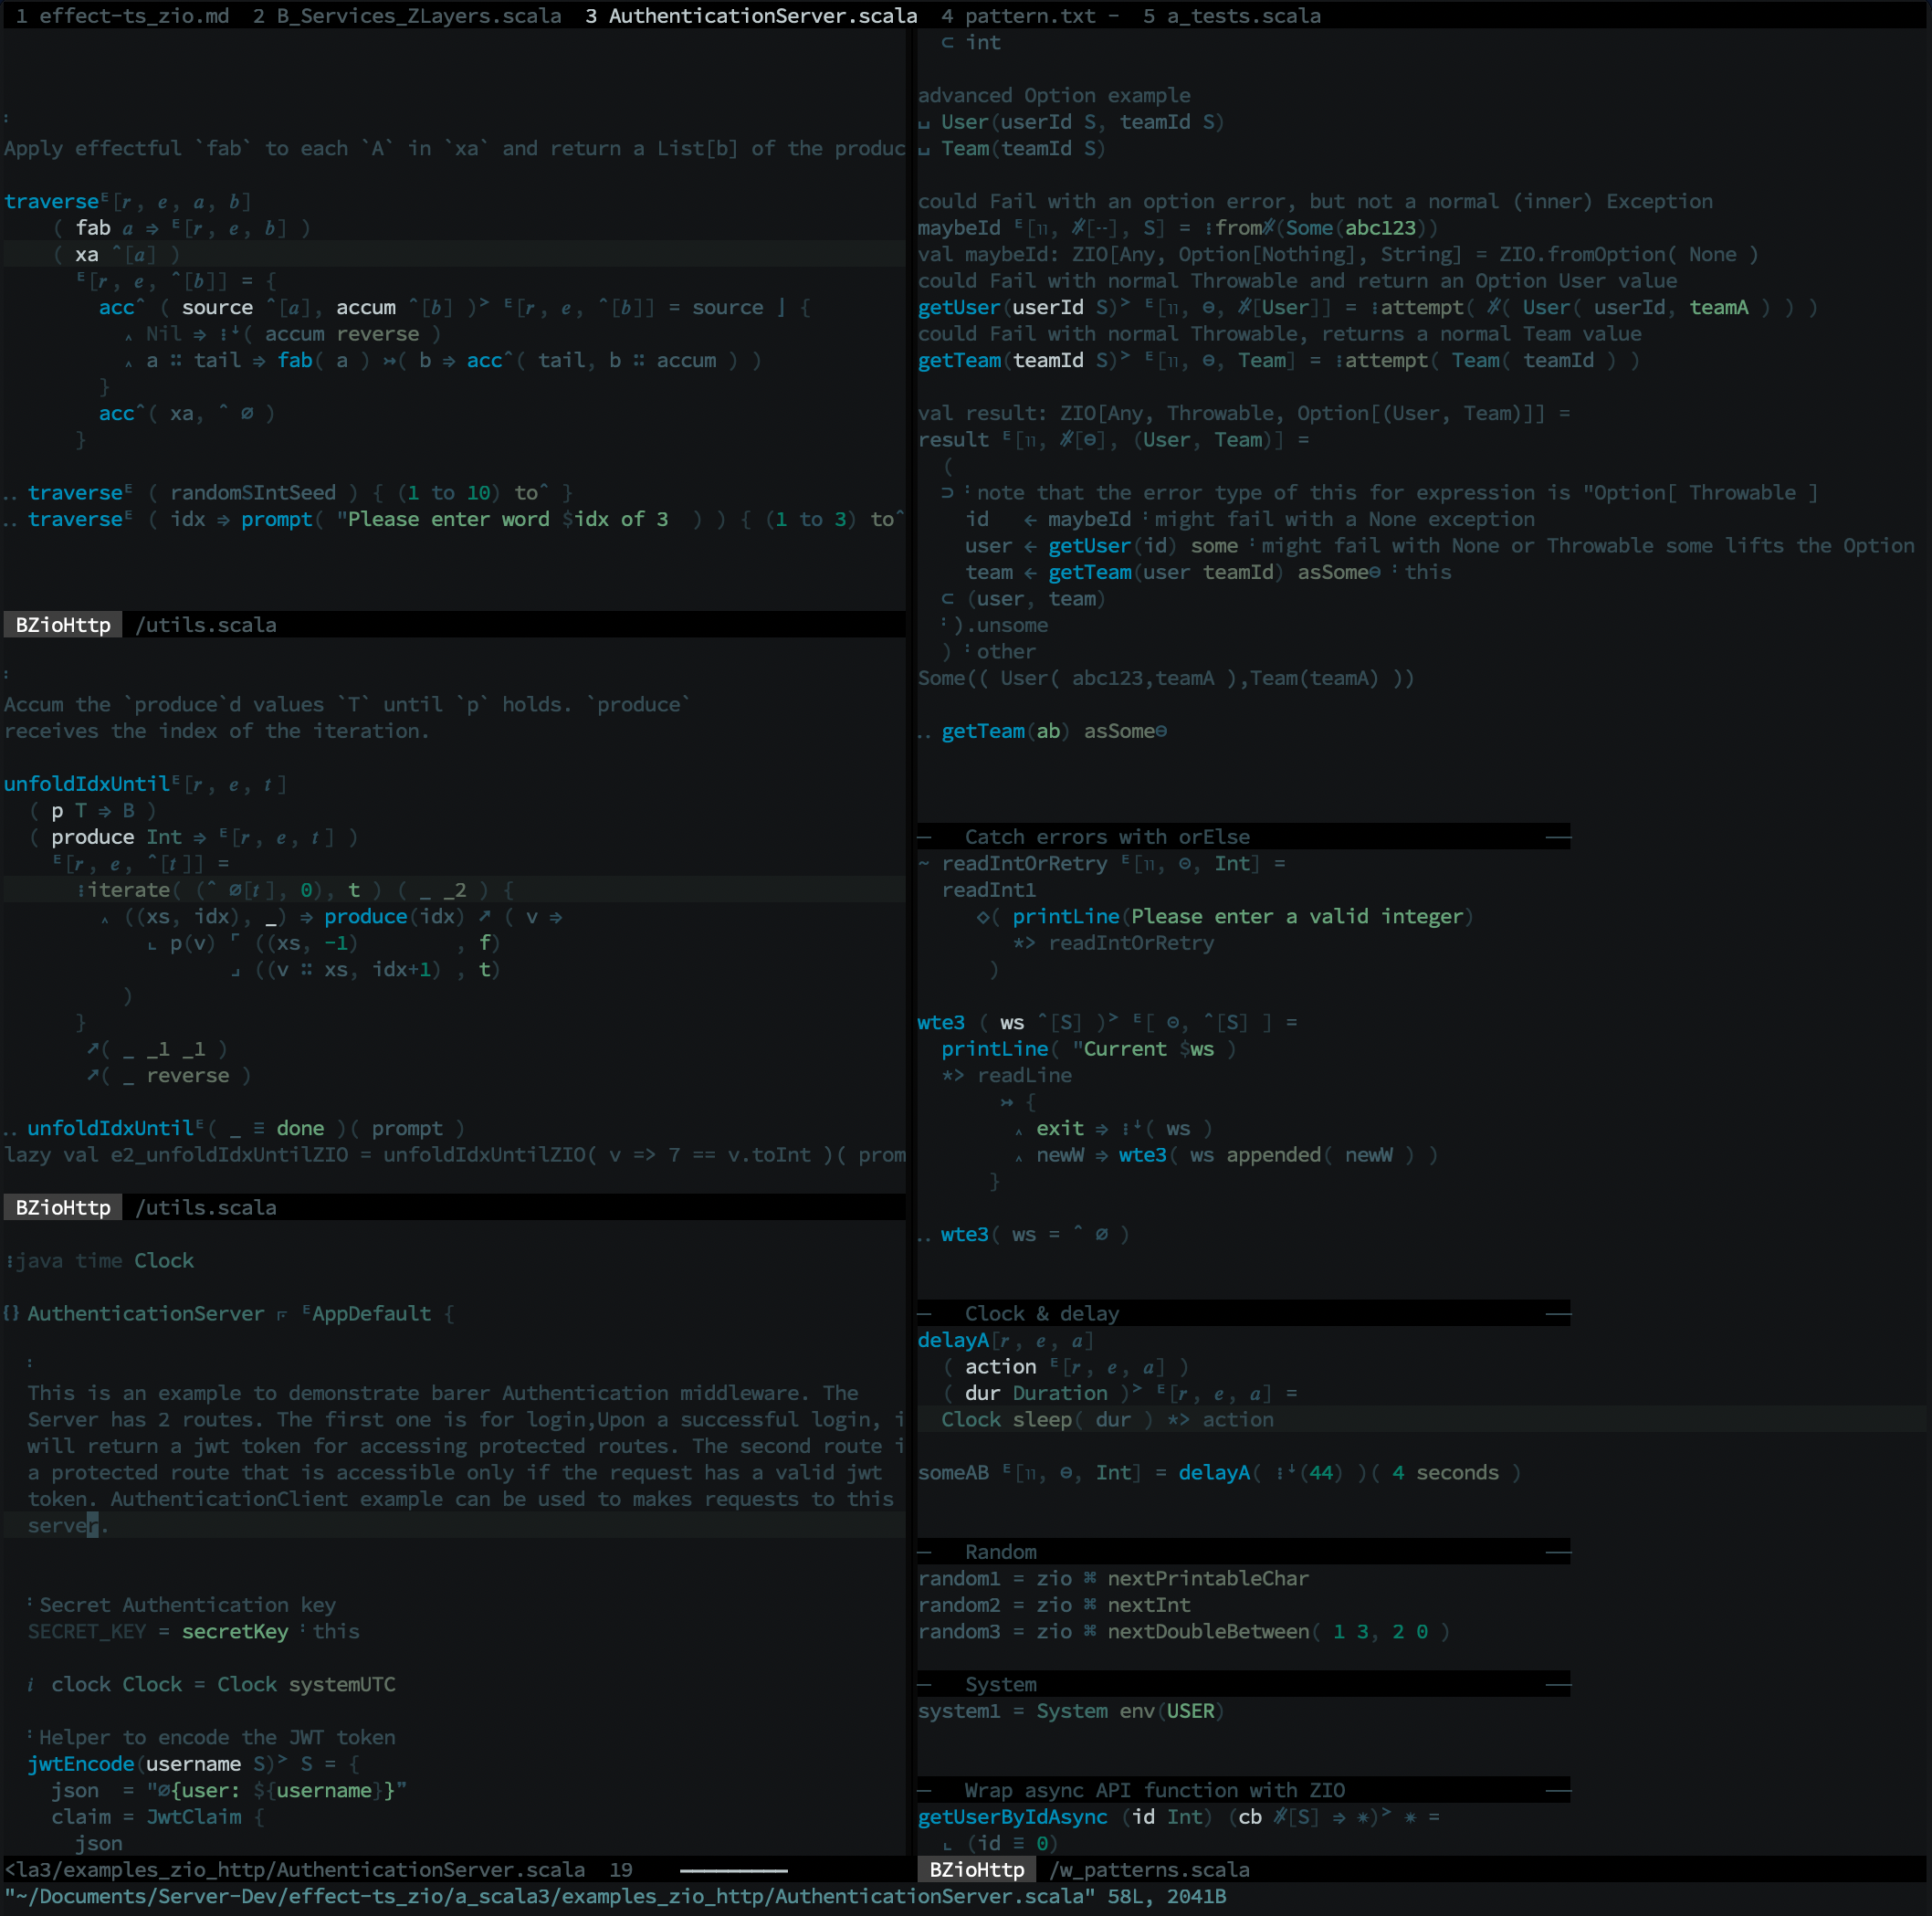 1 effect-ts_zio.md  2 B_Services_ZLayers.scala  3 AuthenticationServer.scala  4 pattern.txt -  5 a_tests.scala
:
Apply effectful `fab` to each `A` in `xa` and return a List[b] of the produc
traverseᴱ[r, e, a, b]
( fab a ⇒ ᴱ[r, e, b] )
( xa ˆ[a] )
ᴱ[r, e, ˆ[b]] = {
accˆ ( source ˆ[a], accum ˆ[b] )˃ ᴱ[r, e, ˆ[b]] = source ⌋ {
‸ Nil ⇒ ⁝ꜜ( accum reverse )
‸ a ∷ tail ⇒ fab( a ) ↣( b ⇒ accˆ( tail, b ∷ accum ) )
}
accˆ( xa, ˆ ∅ )
}
.. traverseᴱ ( randomSIntSeed ) { (1 to 10) toˆ }
.. traverseᴱ ( idx ⇒ prompt( "Please enter word $idx of 3  ) ) { (1 to 3) toˆ
BZioHttp  /utils.scala
:
Accum the `produce`d values `T` until `p` holds. `produce`
receives the index of the iteration.
unfoldIdxUntilᴱ[r, e, t]
( p T ⇒ B )
( produce Int ⇒ ᴱ[r, e, t] )
ᴱ[r, e, ˆ[t]] =
⁝iterate( (ˆ ∅[t], 0), t ) ( _ _2 ) {
‸ ((xs, idx), _) ⇒ produce(idx) ↗ ( v ⇒
⌞ p(v) ⌜ ((xs, -1)        , f)
⌟ ((v ∷ xs, idx+1) , t)
)
}
↗( _ _1 _1 )
↗( _ reverse )
.. unfoldIdxUntilᴱ( _ ≡ done )( prompt )
lazy val e2_unfoldIdxUntilZIO = unfoldIdxUntilZIO( v => 7 == v.toInt )( prom
BZioHttp  /utils.scala
⁝java time Clock
{} AuthenticationServer ⥼ ᴱAppDefault {
:
This is an example to demonstrate barer Authentication middleware. The
Server has 2 routes. The first one is for login,Upon a successful login, i
will return a jwt token for accessing protected routes. The second route i
a protected route that is accessible only if the request has a valid jwt
token. AuthenticationClient example can be used to makes requests to this
server.
⠃Secret Authentication key
SECRET_KEY = secretKey ⠃this
i clock Clock = Clock systemUTC
⠃Helper to encode the JWT token
jwtEncode(username S)˃ S = {
json  = "∅{user: ${username}}"
claim = JwtClaim {
json
<la3/examples_zio_http/AuthenticationServer.scala  19
⊂ int
advanced Option example
⌴ User(userId S, teamId S)
⌴ Team(teamId S)
could Fail with an option error, but not a normal (inner) Exception
maybeId ᴱ[℩, ℀[--], S] = ⁝from℀(Some(abc123))
val maybeId: ZIO[Any, Option[Nothing], String] = ZIO.fromOption( None )
could Fail with normal Throwable and return an Option User value
getUser(userId S)˃ ᴱ[℩, ⊖, ℀[User]] = ⁝attempt( ℀( User( userId, teamA ) ) )
could Fail with normal Throwable, returns a normal Team value
getTeam(teamId S)˃ ᴱ[℩, ⊖, Team] = ⁝attempt( Team( teamId ) )
val result: ZIO[Any, Throwable, Option[(User, Team)]] =
result ᴱ[℩, ℀[⊖], (User, Team)] =
(
⊃ ⠃note that the error type of this for expression is "Option[ Throwable ]
id   ← maybeId ⠃might fail with a None exception
user ← getUser(id) some ⠃might fail with None or Throwable some lifts the Option
team ← getTeam(user teamId) asSome⊖ ⠃this
⊂ (user, team)
⠃).unsome
) ⠃other
Some(( User( abc123,teamA ),Team(teamA) ))
.. getTeam(ab) asSome⊖
─   Catch errors with orElse   ──
~ readIntOrRetry ᴱ[℩, ⊝, Int] =
readInt1
◇( printLine(Please enter a valid integer)
*> readIntOrRetry
)
wte3 ( ws ˆ[S] )˃ ᴱ[ ⊝, ˆ[S] ] =
printLine( "Current $ws )
*> readLine
↣ {
‸ exit ⇒ ⁝ꜜ( ws )
‸ newW ⇒ wte3( ws appended( newW ) )
}
.. wte3( ws = ˆ ∅ )
─   Clock & delay   ──
delayA[r, e, a]
( action ᴱ[r, e, a] )
( dur Duration )˃ ᴱ[r, e, a] =
Clock sleep( dur ) *> action
someAB ᴱ[℩, ⊖, Int] = delayA( ⁝ꜜ(44) )( 4 seconds )
─   Random   ──
random1 = zio ⌘ nextPrintableChar
random2 = zio ⌘ nextInt
random3 = zio ⌘ nextDoubleBetween( 1 3, 2 0 )
─   System   ──
system1 = System env(USER)
─   Wrap async API function with ZIO   ──
getUserByIdAsync (id Int) (cb ℀[S] ⇒ ✴)˃ ✴ =
⌞ (id ≡ 0)
BZioHttp  /w_patterns.scala
"~/Documents/Server-Dev/effect-ts_zio/a_scala3/examples_zio_http/AuthenticationServer.scala" 58L, 2041B